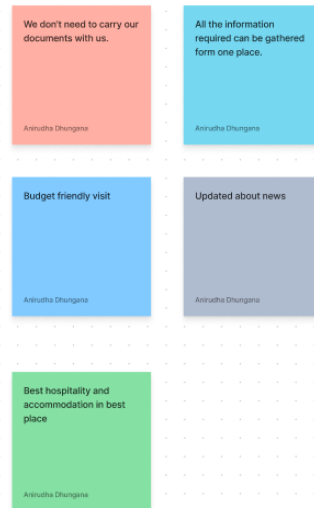 We don't need to carry our
documents with us.
Anirudha Dhungana
All the information
required can be gathered
form one place.
Anirudha Dhungana
Budget friendly visit
Anirudha Dhungana
Updated about news
Anirudha Dhungana
Best hospitality and
accommodation in best
place
Anirudha Dhungana